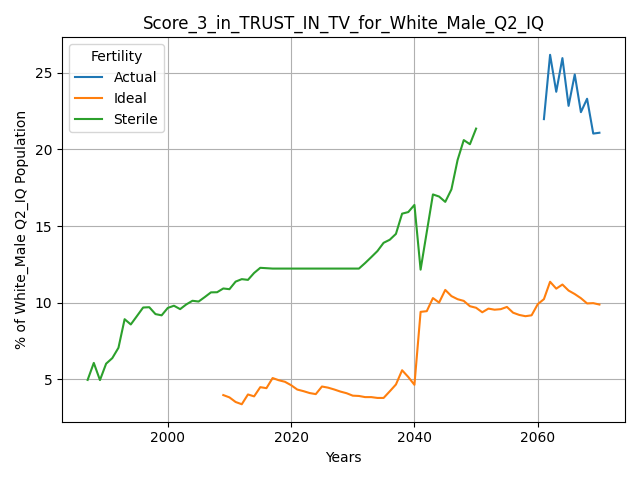 Score_3_in_TRUST_IN_TV_for_White_Male_Q2_IQ
Fertility
Actual
Ideal
Sterile
% of White_Male Q2_IQ Population
25
20
15
10
5
2000 2020 2040 2060
Years